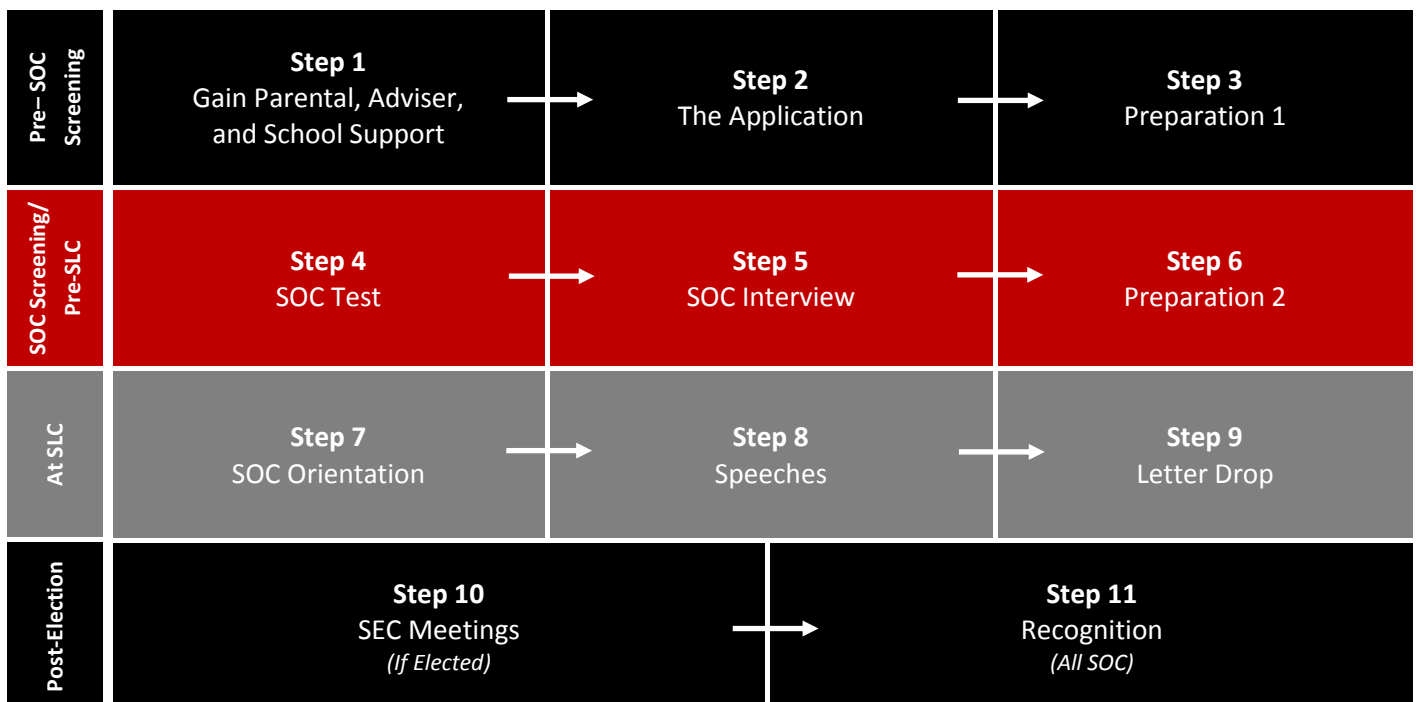 Pre– SOC
Screening
Step 1
Gain Parental, Adviser,
and School Support
Step 2
The Application
Step 3
Preparation 1
SOC Screening/
Pre-SLC
Step 4
SOC Test
Step 5
SOC Interview
Step 6
Preparation 2
At SLC
Step 7
SOC Orientation
Step 8
Speeches
Step 9
Letter Drop
Post-Election
Step 10
SEC Meetings
(If Elected)
Step 11
Recognition
(All SOC)